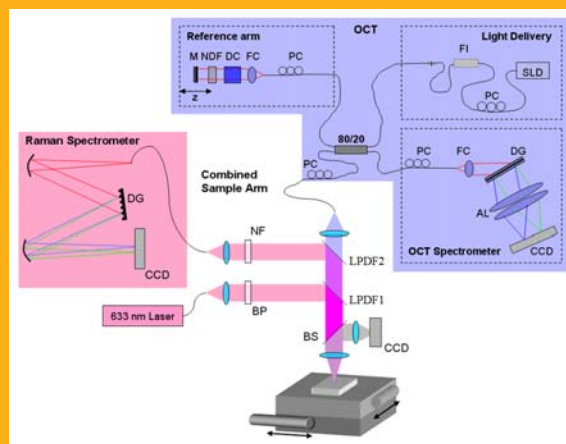 Reference arm
OCT
Light Delivery
M NDF DC FC
PC
FI
SLD
PC
z
Raman Spectrometer
80/20
PC
FC
DG
Combined
Sample Arm
PC
DG
AL
NF
LPDF2
OCT Spectrometer
CCD
CCD
LPDF1
633 nm Laser
BP
BS
CCD